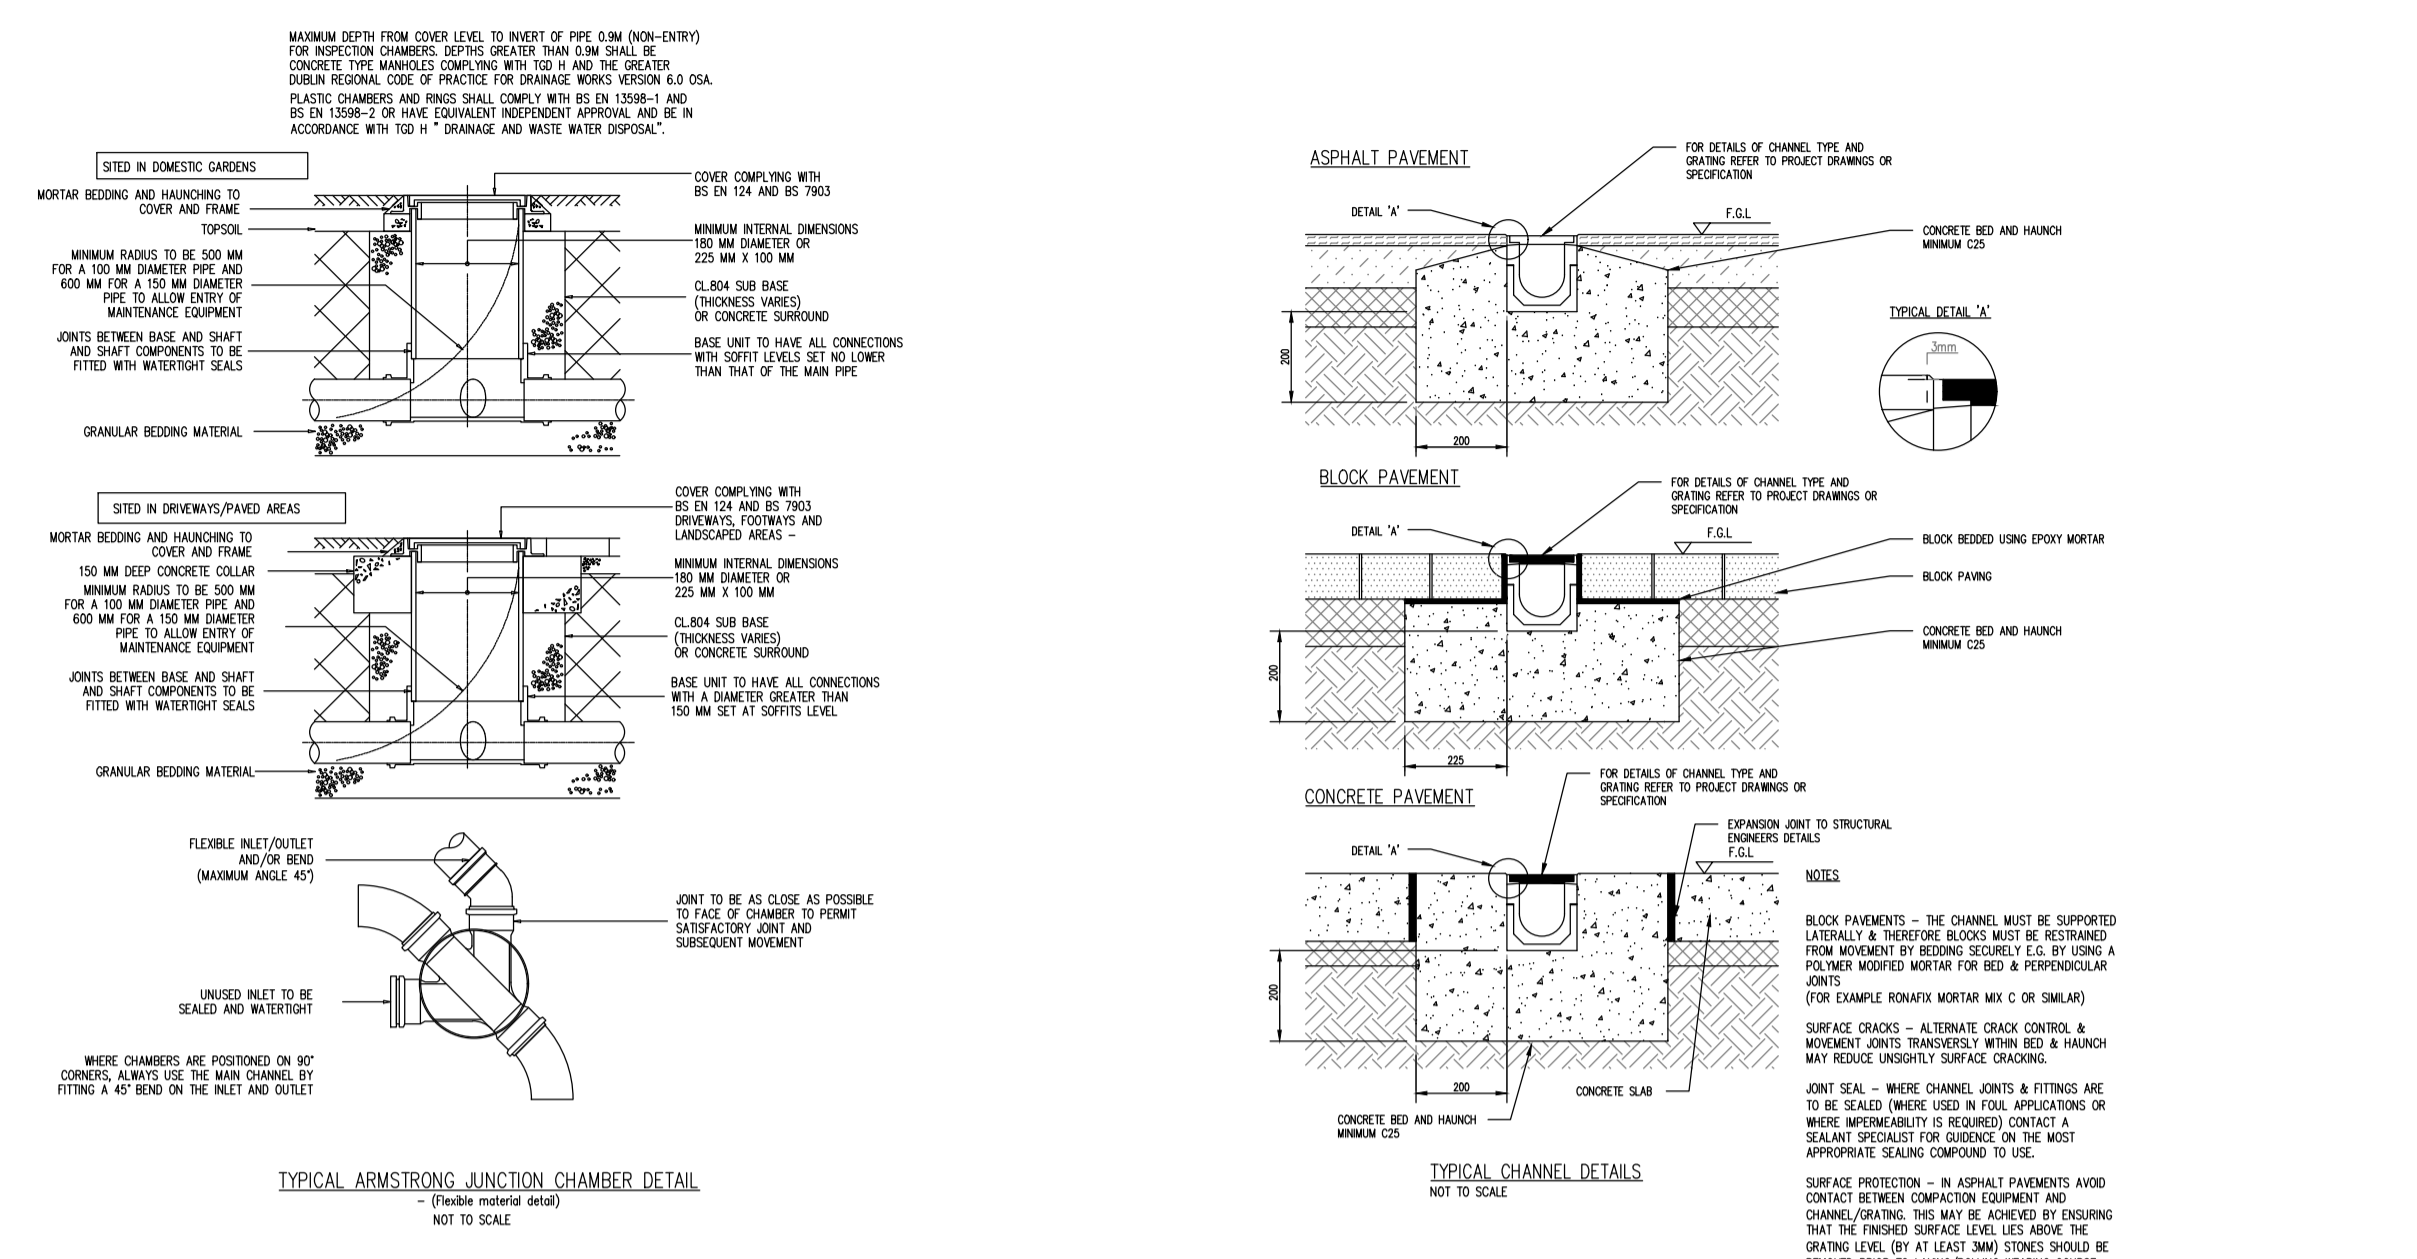 MAXIMUM DEPTH FROM COVER LEVEL TO INVERT OF PIPE 0.9M (NON-ENTRY)
FOR INSPECTION CHAMBERS. DEPTHS GREATER THAN 0.9M SHALL BE
CONCRETE TYPE MANHOLES COMPLYING WITH TGD H AND THE GREATER
DUBLIN REGIONAL CODE OF PRACTICE FOR DRAINAGE WORKS VERSION 6.0 OSA.
PLASTIC CHAMBERS AND RINGS SHALL COMPLY WITH BS EN 13598-1 AND
BS EN 13598-2 OR HAVE EQUIVALENT INDEPENDENT APPROVAL AND BE IN
ACCORDANCE WITH TGD H " DRAINAGE AND WASTE WATER DISPOSAL".
SITED IN DOMESTIC GARDENS
MORTAR BEDDING AND HAUNCHING TO
COVER AND FRAME
TOPSOIL
MINIMUM RADIUS TO BE 500 MM
FOR A 100 MM DIAMETER PIPE AND
600 MM FOR A 150 MM DIAMETER
PIPE TO ALLOW ENTRY OF
MAINTENANCE EQUIPMENT
JOINTS BETWEEN BASE AND SHAFT
AND SHAFT COMPONENTS TO BE
FITTED WITH WATERTIGHT SEALS
GRANULAR BEDDING MATERIAL
COVER COMPLYING WITH
BS EN 124 AND BS 7903
MINIMUM INTERNAL DIMENSIONS
180 MM DIAMETER OR
225 MM X 100 MM
CL.804 SUB BASE
(THICKNESS VARIES)
OR CONCRETE SURROUND
BASE UNIT TO HAVE ALL CONNECTIONS
WITH SOFFIT LEVELS SET NO LOWER
THAN THAT OF THE MAIN PIPE
SITED IN DRIVEWAYS/PAVED AREAS
MORTAR BEDDING AND HAUNCHING TO
COVER AND FRAME
150 MM DEEP CONCRETE COLLAR
MINIMUM RADIUS TO BE 500 MM
FOR A 100 MM DIAMETER PIPE AND
600 MM FOR A 150 MM DIAMETER
PIPE TO ALLOW ENTRY OF
MAINTENANCE EQUIPMENT
JOINTS BETWEEN BASE AND SHAFT
AND SHAFT COMPONENTS TO BE
FITTED WITH WATERTIGHT SEALS
GRANULAR BEDDING MATERIAL
COVER COMPLYING WITH
BS EN 124 AND BS 7903
DRIVEWAYS, FOOTWAYS AND
LANDSCAPED AREAS -
MINIMUM INTERNAL DIMENSIONS
180 MM DIAMETER OR
225 MM X 100 MM
CL.804 SUB BASE
(THICKNESS VARIES)
OR CONCRETE SURROUND
BASE UNIT TO HAVE ALL CONNECTIONS
WITH A DIAMETER GREATER THAN
150 MM SET AT SOFFITS LEVEL
FLEXIBLE INLET/OUTLET
AND/OR BEND
(MAXIMUM ANGLE 45°)
JOINT TO BE AS CLOSE AS POSSIBLE
TO FACE OF CHAMBER TO PERMIT
SATISFACTORY JOINT AND
SUBSEQUENT MOVEMENT
UNUSED INLET TO BE
SEALED AND WATERTIGHT
WHERE CHAMBERS ARE POSITIONED ON 90°
CORNERS, ALWAYS USE THE MAIN CHANNEL BY
FITTING A 45° BEND ON THE INLET AND OUTLET
TYPICAL ARMSTRONG JUNCTION CHAMBER DETAIL
- (Flexible material detail)
NOT TO SCALE
ASPHALT PAVEMENT
FOR DETAILS OF CHANNEL TYPE AND
GRATING REFER TO PROJECT DRAWINGS OR
SPECIFICATION
DETAIL 'A'
F.G.L
CONCRETE BED AND HAUNCH
MINIMUM C25
200
200
TYPICAL DETAIL 'A'
3mm
BLOCK PAVEMENT
FOR DETAILS OF CHANNEL TYPE AND
GRATING REFER TO PROJECT DRAWINGS OR
SPECIFICATION
DETAIL 'A'
F.G.L
BLOCK BEDDED USING EPOXY MORTAR
BLOCK PAVING
CONCRETE BED AND HAUNCH
MINIMUM C25
200
225
CONCRETE PAVEMENT
FOR DETAILS OF CHANNEL TYPE AND
GRATING REFER TO PROJECT DRAWINGS OR
SPECIFICATION
EXPANSION JOINT TO STRUCTURAL
ENGINEERS DETAILS
F.G.L
DETAIL 'A'
200
200
CONCRETE SLAB
CONCRETE BED AND HAUNCH
MINIMUM C25
TYPICAL CHANNEL DETAILS
NOT TO SCALE
NOTES
BLOCK PAVEMENTS - THE CHANNEL MUST BE SUPPORTED
LATERALLY & THEREFORE BLOCKS MUST BE RESTRAINED
FROM MOVEMENT BY BEDDING SECURELY E.G. BY USING A
POLYMER MODIFIED MORTAR FOR BED & PERPENDICULAR
JOINTS
(FOR EXAMPLE RONAFIX MORTAR MIX C OR SIMILAR)
SURFACE CRACKS - ALTERNATE CRACK CONTROL &
MOVEMENT JOINTS TRANSVERSLY WITHIN BED & HAUNCH
MAY REDUCE UNSIGHTLY SURFACE CRACKING.
JOINT SEAL - WHERE CHANNEL JOINTS & FITTINGS ARE
TO BE SEALED (WHERE USED IN FOUL APPLICATIONS OR
WHERE IMPERMEABILITY IS REQUIRED) CONTACT A
SEALANT SPECIALIST FOR GUIDENCE ON THE MOST
APPROPRIATE SEALING COMPOUND TO USE.
SURFACE PROTECTION - IN ASPHALT PAVEMENTS AVOID
CONTACT BETWEEN COMPACTION EQUIPMENT AND
CHANNEL/GRATING. THIS MAY BE ACHIEVED BY ENSURING
THAT THE FINISHED SURFACE LEVEL LIES ABOVE THE
GRATING LEVEL (BY AT LEAST 3MM) STONES SHOULD BE